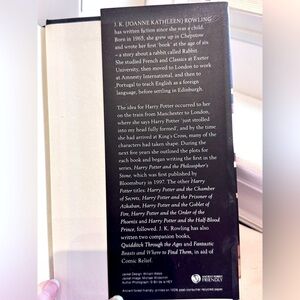 J. K. (JOANNE KATHLEEN) ROWLING
has written fiction since she was a child.
Born in 1965, she grew up in Chepstow
and wrote her first 'book' at the age of six
– a story about a rabbit called Rabbit.
She studied French and Classics at Exeter
University, then moved to London to work
at Amnesty International, and then to
Portugal to teach English as a foreign
language, before settling in Edinburgh.
The idea for Harry Potter occurred to her
on the train from Manchester to London,
where she says Harry Potter 'just strolled
into my head fully formed', and by the time
she had arrived at King's Cross, many of the
characters had taken shape. During the
next five years she outlined the plots for
each book and began writing the first in the
series, Harry Potter and the Philosopher's
Stone, which was first published by
Bloomsbury in 1997. The other Harry
Potter titles: Harry Potter and the Chamber
of Secrets, Harry Potter and the Prisoner of
Azkaban, Harry Potter and the Goblet of
Fire, Harry Potter and the Order of the
Phoenix and Harry Potter and the Half-Blood
Prince, followed. J. K. Rowling has also
written two companion books,
Quidditch Through the Ages and Fantastic
Beasts and Where to Find Them, in aid of
Comic Relief.
Jacket Design: William Webb
Jacket Image: Michael Wildsmith